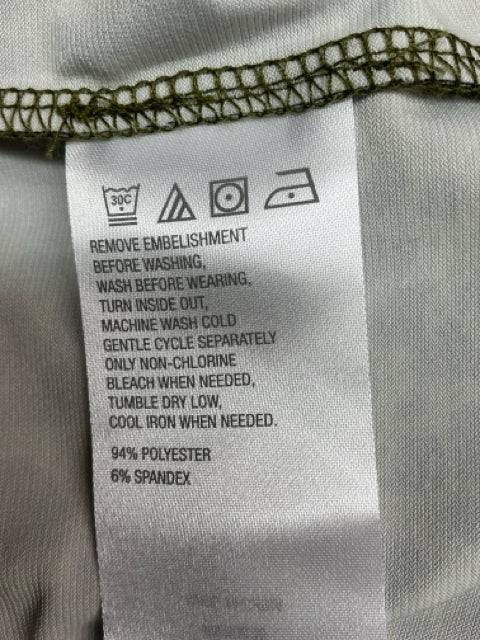 30C
REMOVE EMBELISHMENT
BEFORE WASHING,
WASH BEFORE WEARING,
TURN INSIDE OUT,
MACHINE WASH COLD
GENTLE CYCLE SEPARATELY
ONLY NON-CHLORINE
BLEACH WHEN NEEDED,
TUMBLE DRY LOW,
COOL IRON WHEN NEEDED.
94% POLYESTER
6% SPANDEX